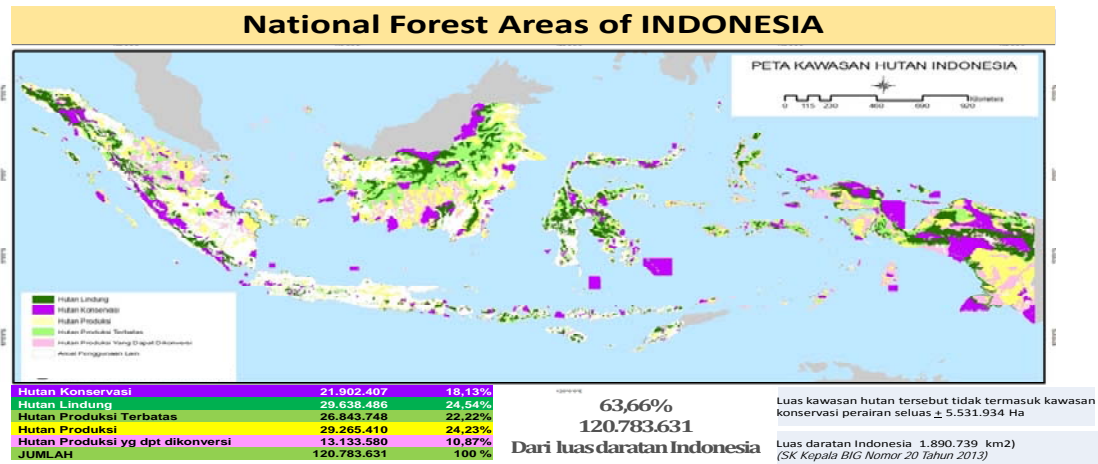 National Forest Areas of INDONESIA
PETA KAWASAN HUTAN INDONESIA
Kilometers
0 115 230 460 690 920
Hutan Lindung
Hutan Konservasi
Hutan Produksi
Hutan Produksi Terbatas
Hutan Produksi Yang Dapat Dikonversi
Areal Penggunaan Lain
Hutan Konservasi 21.902.407 18,13%
Hutan Lindung 29.638.486 24,54%
Hutan Produksi Terbatas 26.843.748 22,22%
Hutan Produksi 29.265.410 24,23%
Hutan Produksi yg dpt dikonversi 13.133.580 10,87%
JUMLAH 120.783.631 100 %
63,66%
120.783.631
Dari luas daratan Indonesia
Luas kawasan hutan tersebut tidak termasuk kawasan
konservasi perairan seluas + 5.531.934 Ha
Luas daratan Indonesia 1.890.739 km2)
(SK Kepala BIG Nomor 20 Tahun 2013)